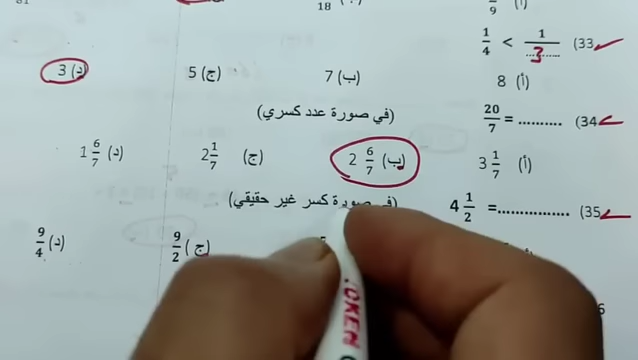 81
18
9 (أ)
33) 1/4 < 1/3
(أ) 8 (ب) 7 (ج) 5 (د) 3
34) 20/7 = ......... (في صورة عدد كسري)
(أ) 3 1/7 (ب) 2 6/7 (ج) 2 1/7 (د) 1 6/7
35) 4 1/2 =............... (في صورة كسر غير حقيقي)
(ج) 9/2 (د) 9/4